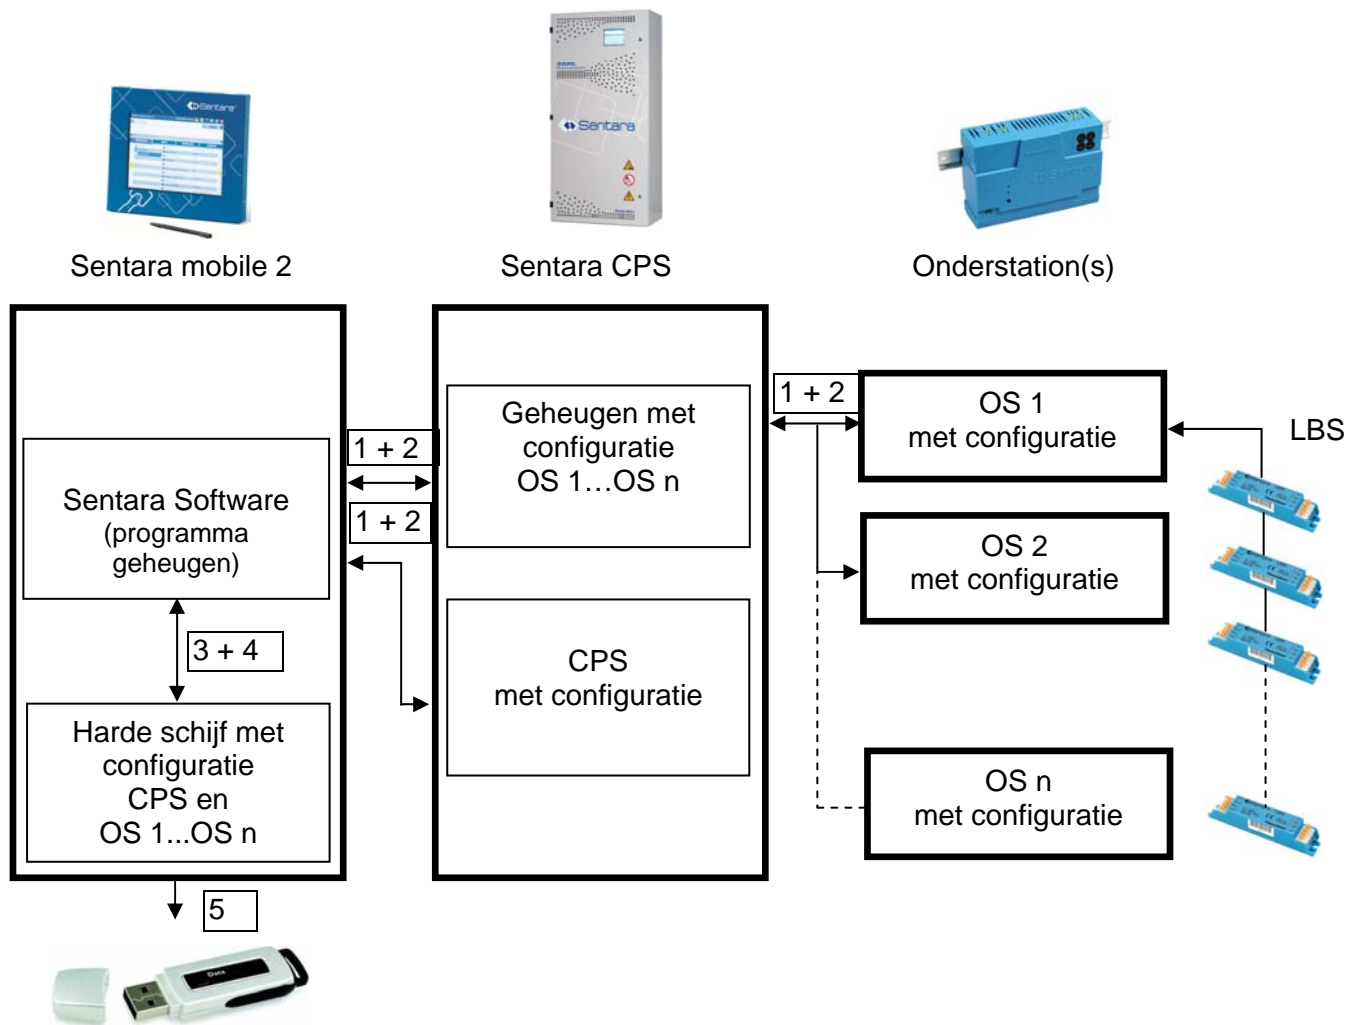 Sentara
Sentara
Sentara mobile 2
Sentara CPS
Onderstation(s)
1 + 2
OS 1
met configuratie
LBS
Geheugen met
configuratie
OS 1…OS n
1 + 2
1 + 2
Sentara Software
(programma
geheugen)
OS 2
met configuratie
3 + 4
CPS
met configuratie
Harde schijf met
configuratie
CPS en
OS 1...OS n
OS n
met configuratie
5
Data